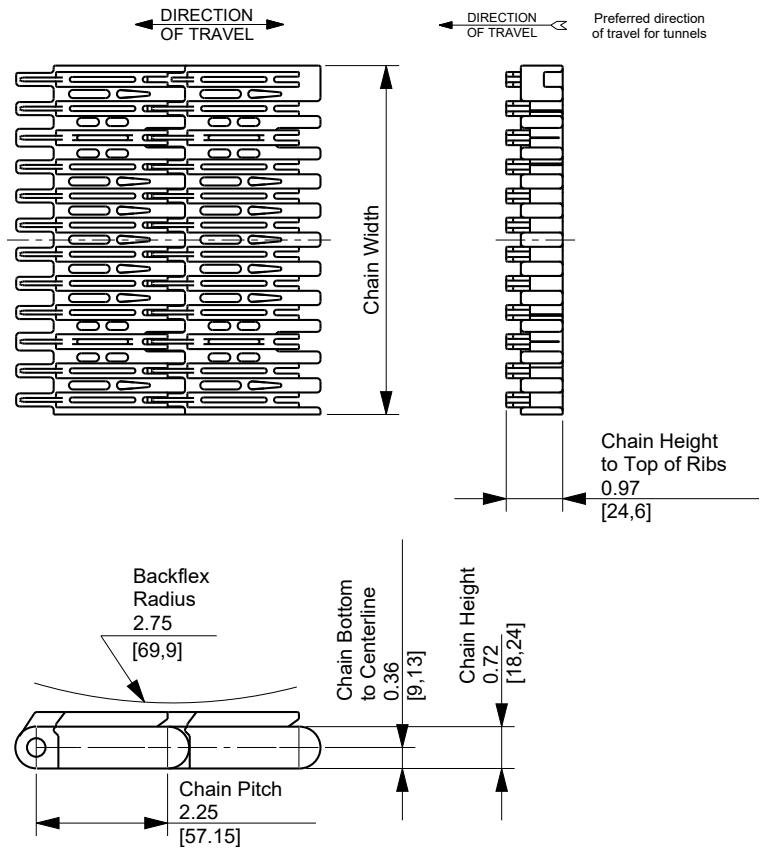 DIRECTION
OF TRAVEL
DIRECTION
OF TRAVEL
Preferred direction
of travel for tunnels
Chain Width
Chain Height
to Top of Ribs
0.97
[24,6]
Backflex
Radius
2.75
[69,9]
Chain Bottom
to Centerline
0.36
[9,13]
Chain Height
0.72
[18,24]
Chain Pitch
2.25
[57.15]